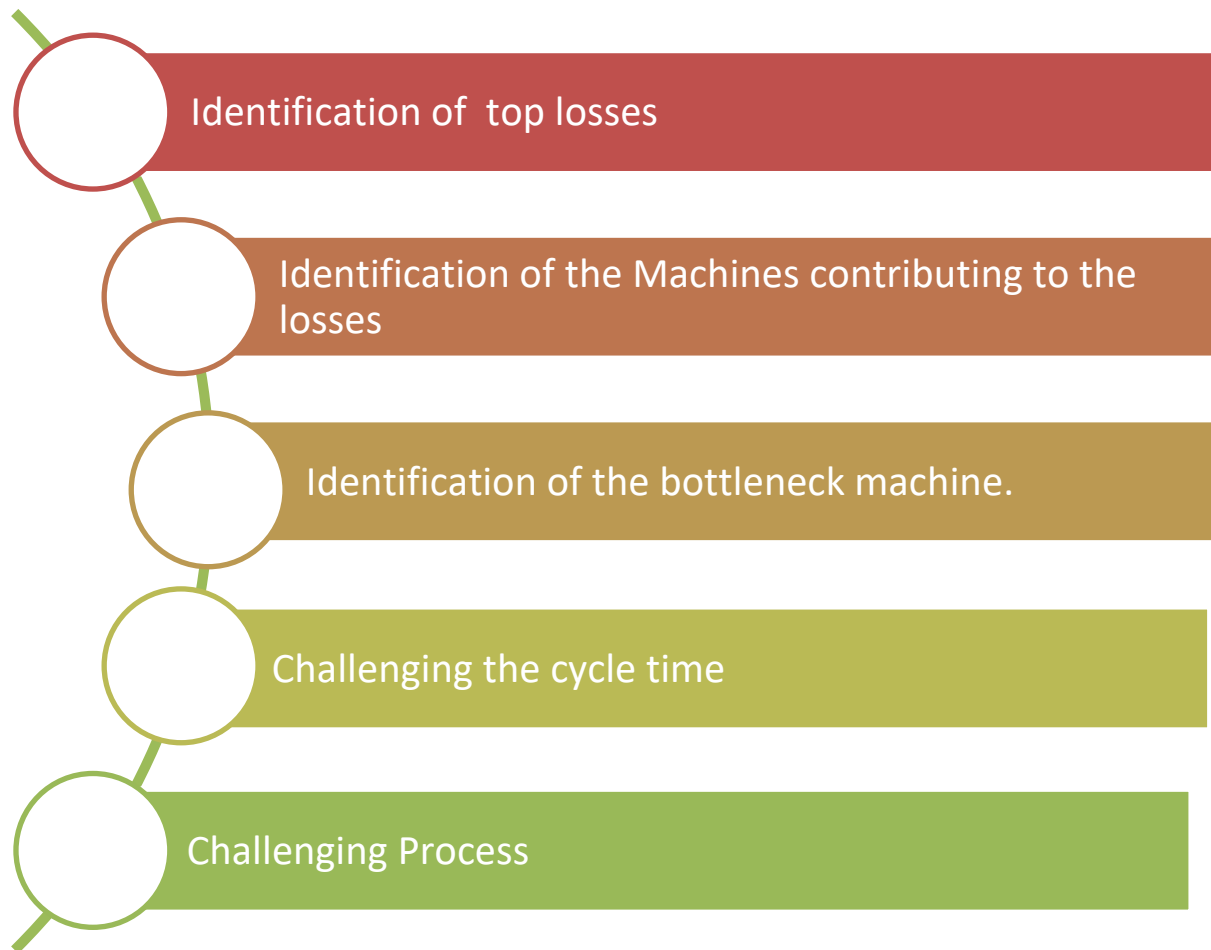 Identification of  top losses
Identification of the Machines contributing to the
losses
Identification of the bottleneck machine.
Challenging the cycle time
Challenging Process